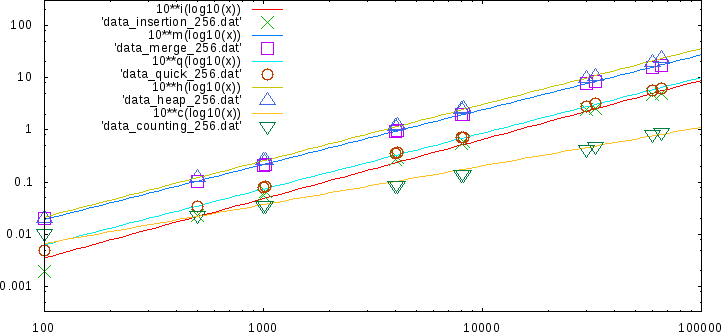 100
10
1
0.1
0.01
0.001
10**i(log10(x))
'data_insertion_256.dat'
10**m(log10(x))
'data_merge_256.dat'
10**q(log10(x))
'data_quick_256.dat'
10**h(log10(x))
'data_heap_256.dat'
10**c(log10(x))
'data_counting_256.dat'
100
1000
10000
100000